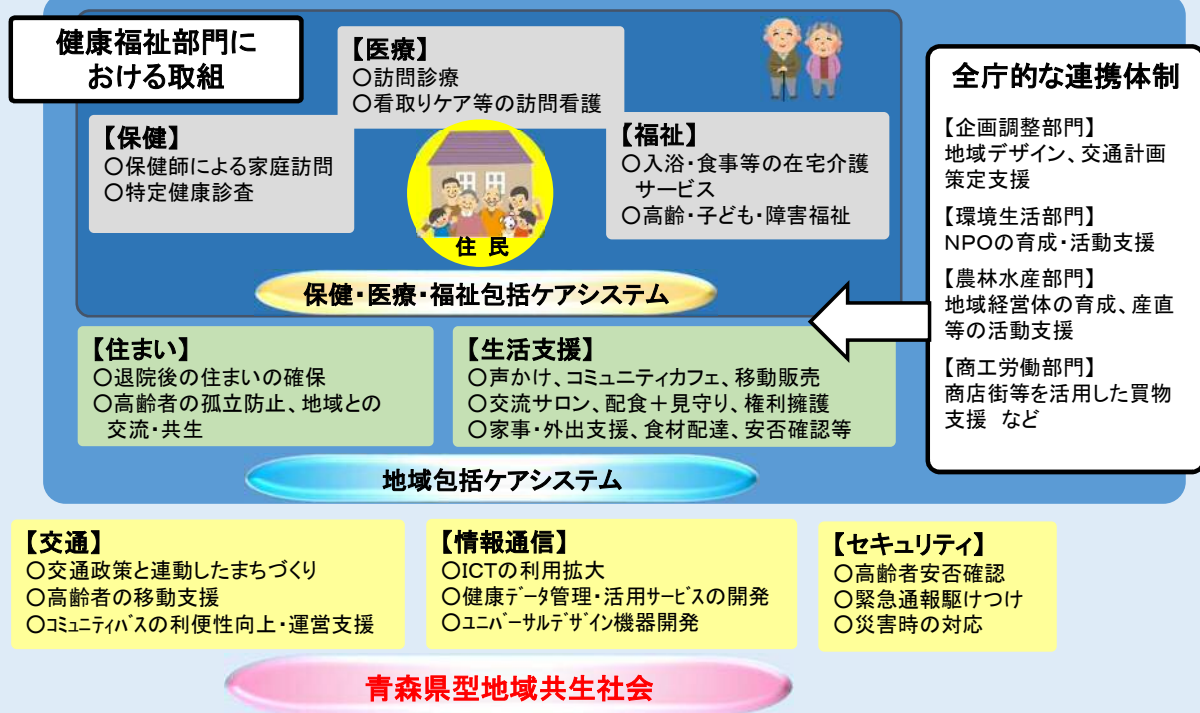 健康福祉部門に
おける取組
【医療】
〇訪問診療
〇看取りケア等の訪問看護
【保健】
〇保健師による家庭訪問
〇特定健康診査
【福祉】
〇入浴・食事等の在宅介護
サービス
〇高齢・子ども・障害福祉
住民
保健・医療・福祉包括ケアシステム
【住まい】
〇退院後の住まいの確保
〇高齢者の孤立防止、地域との
交流・共生
【生活支援】
〇声かけ、コミュニティカフェ、移動販売
〇交流サロン、配食＋見守り、権利擁護
〇家事・外出支援、食材配達、安否確認等
地域包括ケアシステム
全庁的な連携体制
【企画調整部門】
地域デザイン、交通計画
策定支援
【環境生活部門】
NPOの育成・活動支援
【農林水産部門】
地域経営体の育成、産直
等の活動支援
【商工労働部門】
商店街等を活用した買物
支援 など
【交通】
〇交通政策と連動したまちづくり
〇高齢者の移動支援
〇ｺﾐｭﾆﾃｨﾊﾞｽの利便性向上・運営支援
【情報通信】
〇ICTの利用拡大
〇健康ﾃﾞｰﾀ管理・活用ｻｰﾋﾞｽの開発
〇ﾕﾆﾊﾞｰｻﾙﾃﾞｻﾞｲﾝ機器開発
【セキュリティ】
〇高齢者安否確認
〇緊急通報駆けつけ
〇災害時の対応
青森県型地域共生社会